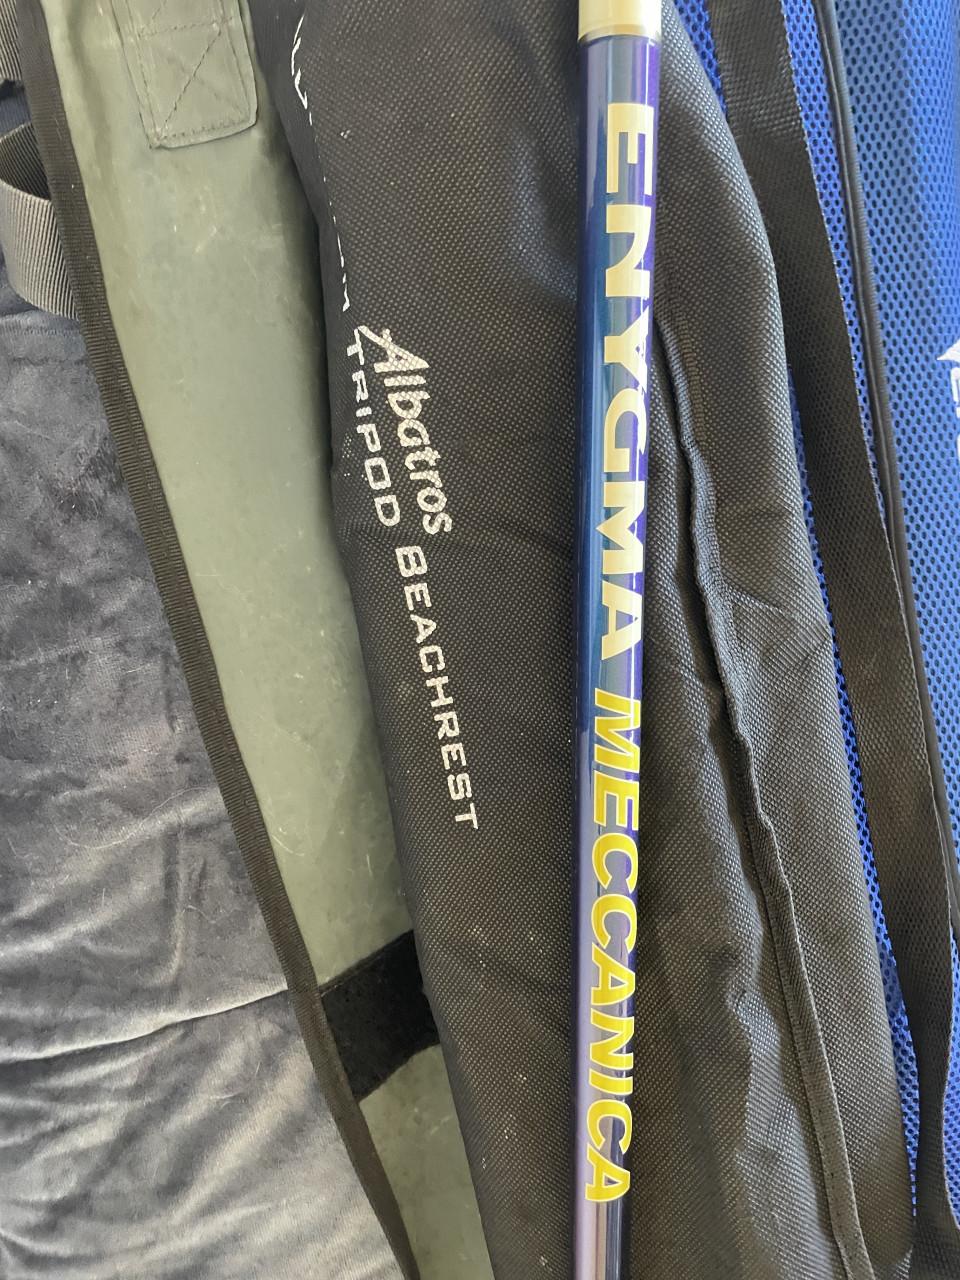 Albatros
TRIPOD BEACHREST
ENYGMA MECCANICA